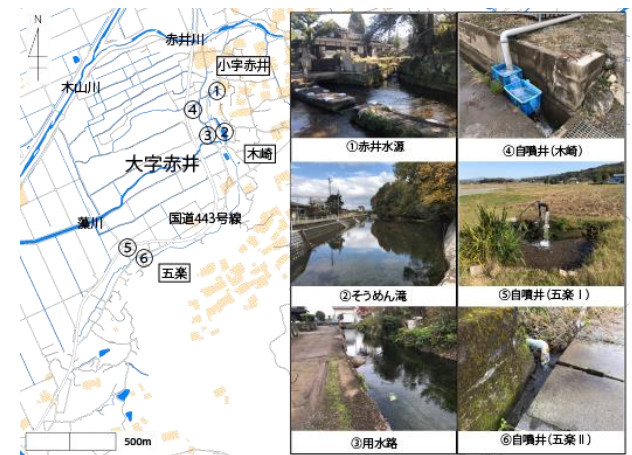 N
赤井川
小字赤井
木山川
①
④
③
②
木崎
大字赤井
国道443号線
藻川
⑤
⑥
五楽
500m
①赤井水源
④自噴井(木崎)
②そうめん滝
⑤自噴井(五楽Ⅰ)
③用水路
⑥自噴井(五楽Ⅱ)